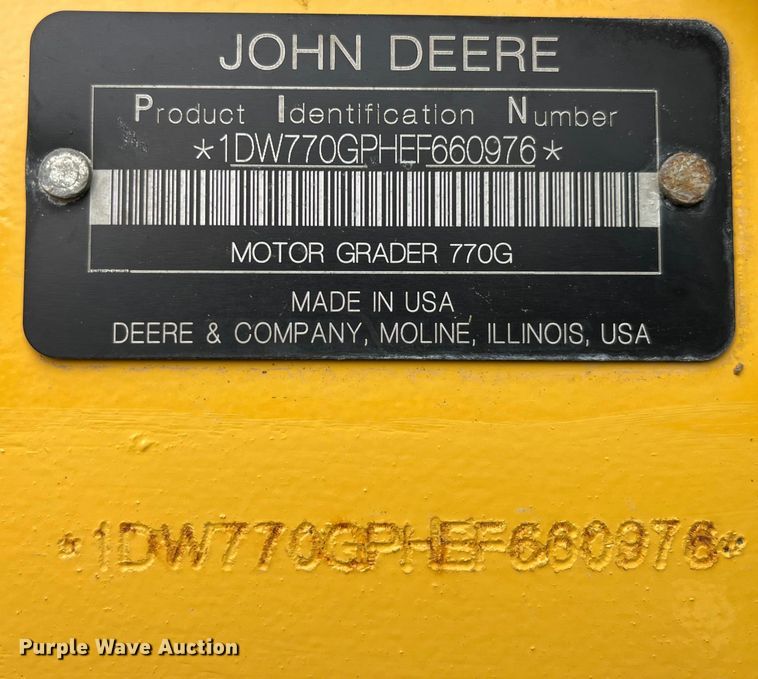 JOHN DEERE
Product Identification Number
*1DW770GPHEF660976*
MOTOR GRADER 770G
MADE IN USA
DEERE & COMPANY, MOLINE, ILLINOIS, USA
*1DW770GPHEF660976*
Purple Wave Auction